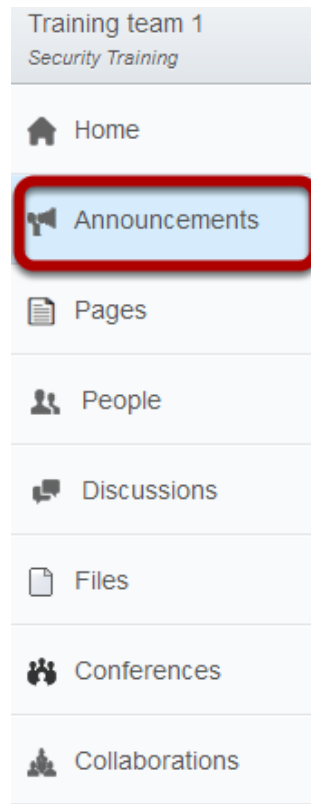 Training team 1
Security Training
Home
Announcements
Pages
People
Discussions
Files
Conferences
Collaborations